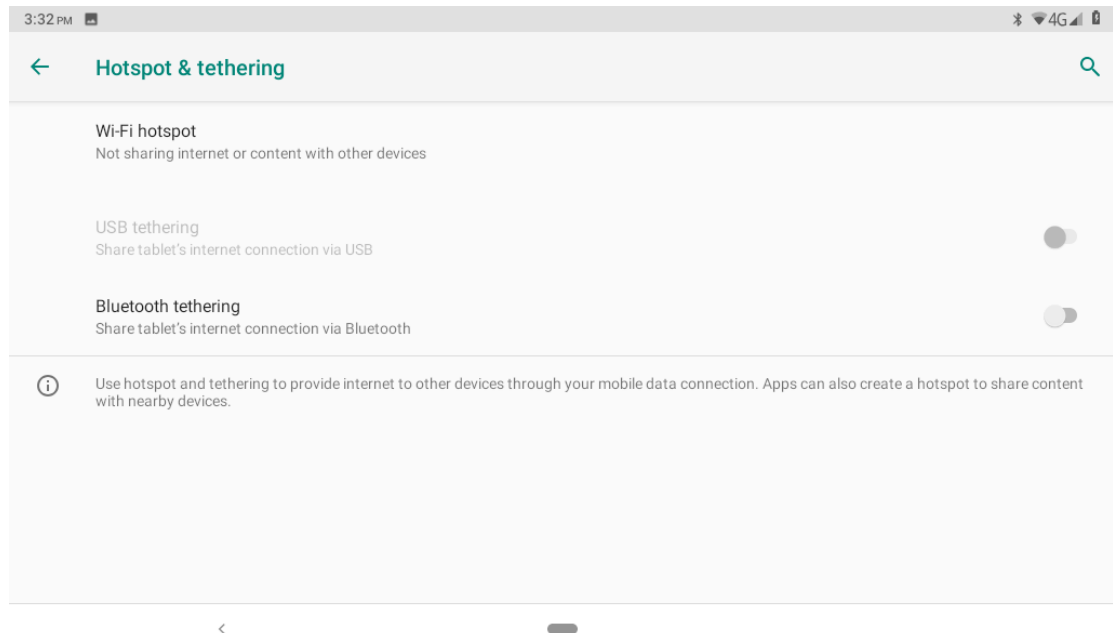 3:32 PM 4G
Hotspot & tethering
Wi-Fi hotspot
Not sharing internet or content with other devices
USB tethering
Share tablet's internet connection via USB
Bluetooth tethering
Share tablet's internet connection via Bluetooth
Use hotspot and tethering to provide internet to other devices through your mobile data connection. Apps can also create a hotspot to share content
with nearby devices.